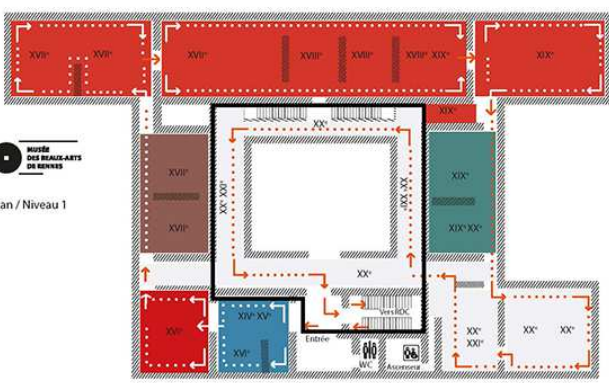 XVIIᵉ XVIIᵉ XVIIᵉ XVIIIᵉ XVIIIᵉ XVIIIᵉ XIXᵉ XIXᵉ
XIXᵉ
XXᵉ
MUSÉE
DES BEAUX-ARTS
DE RENNES
XVIIᵉ
XIXᵉ
XXᵉ XXIᵉ
XXᵉ XXIᵉ
an / Niveau 1
XVIIᵉ
XIXᵉ XXᵉ
XXᵉ
XIVᵉ XVᵉ
Vers RDC
XVIᵉ
XVIᵉ
Entrée
XXᵉ
XXIᵉ
XXᵉ XXᵉ
WC
Ascenseur